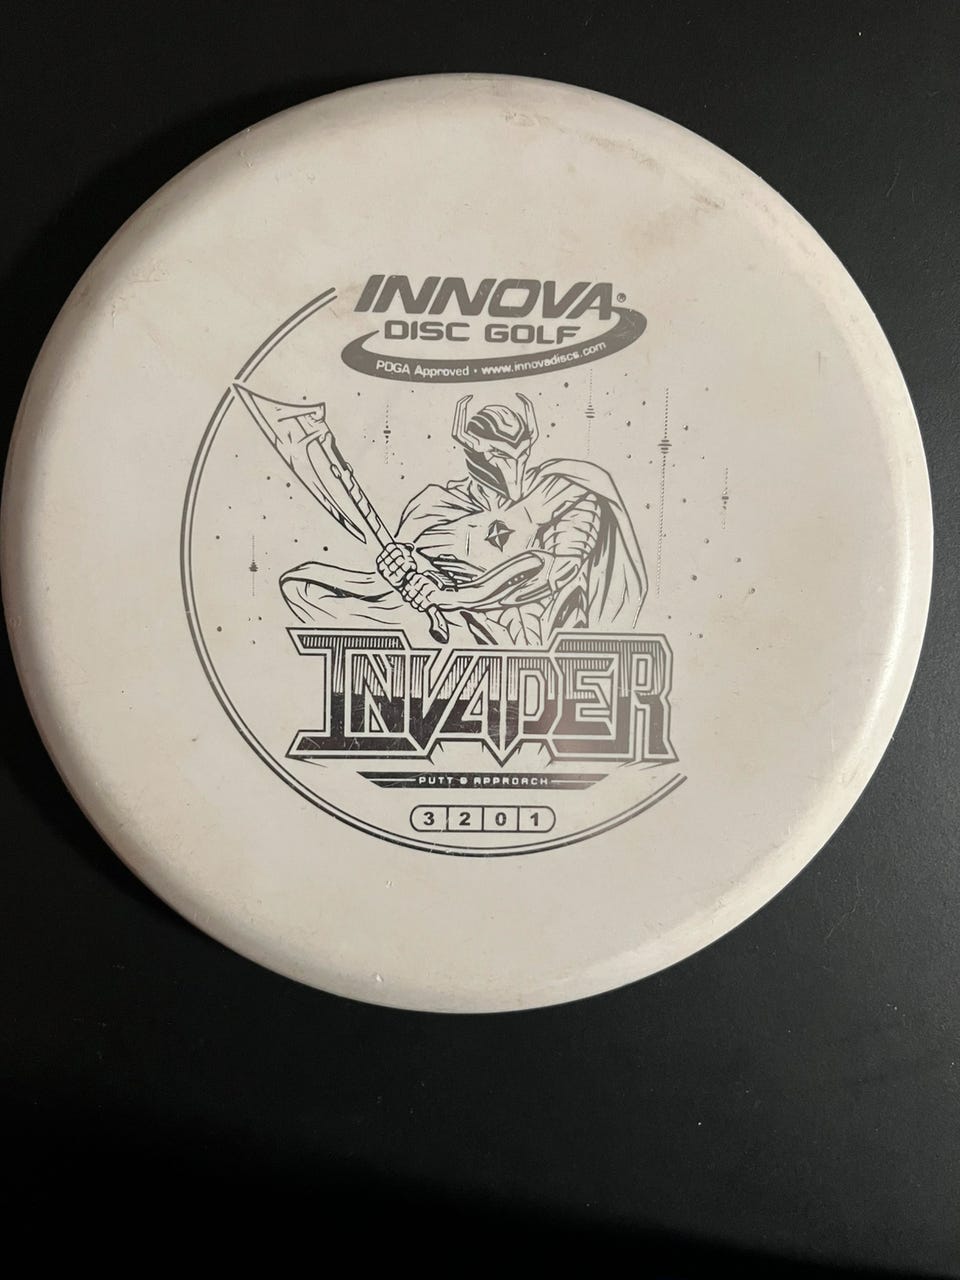 INNOVA®
DISC GOLF
PDGA Approved • www.innovadiscs.com
INVADER
PUTT & APPROACH
3 2 0 1